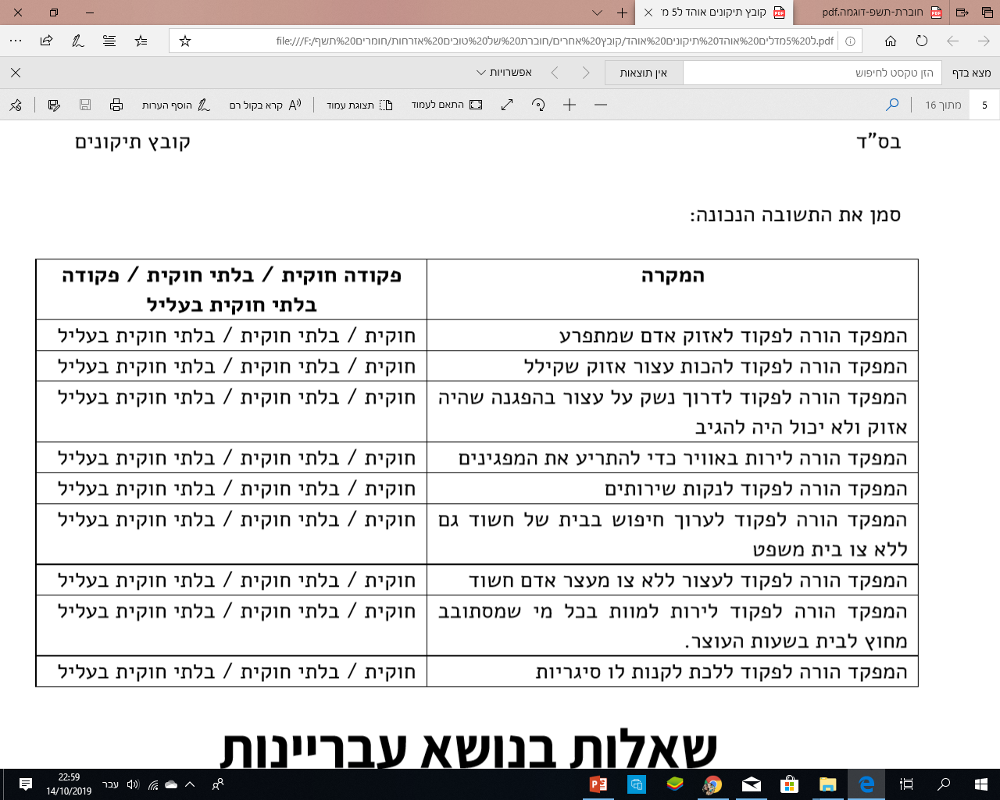 חוברת-תשפ-דוגמה.pdf
קובץ תיקונים אוהד ל5 מי
file:///F:/חוברת%20של%20טובים%20אזרחות/חומרים%20תשף/קובץ%20אחרים/תיקונים%20אוהד/ל5%20מדלים%20אוהד.pdf
מצא בדף
הזן טקסט לחיפוש
אין תוצאות
אפשרויות
5
מתוך 16
התאם לעמוד
תצוגת עמוד
קרא בקול רם
הוסף הערות
בס"ד
קובץ תיקונים
סמן את התשובה הנכונה:
המקרה
פקודה חוקית / בלתי חוקית / פקודה
בלתי חוקית בעליל
המפקד הורה לפקוד לאזוק אדם שמתפרע
חוקית / בלתי חוקית / בלתי חוקית בעליל
המפקד הורה לפקוד להכות עצור אזוק שקילל
חוקית / בלתי חוקית / בלתי חוקית בעליל
המפקד הורה לפקוד לדרוך נשק על עצור בהפגנה שהיה
אזוק ולא יכול היה להגיב
חוקית / בלתי חוקית / בלתי חוקית בעליל
המפקד הורה לירות באוויר כדי להתריע את המפגינים
חוקית / בלתי חוקית / בלתי חוקית בעליל
המפקד הורה לפקוד לנקות שירותים
חוקית / בלתי חוקית / בלתי חוקית בעליל
המפקד הורה לפקוד לערוך חיפוש בבית של חשוד גם
ללא צו בית משפט
חוקית / בלתי חוקית / בלתי חוקית בעליל
המפקד הורה לפקוד לעצור ללא צו מעצר אדם חשוד
חוקית / בלתי חוקית / בלתי חוקית בעליל
המפקד הורה לפקוד לירות למוות בכל מי שמסתובב
מחוץ לבית בשעות העוצר.
חוקית / בלתי חוקית / בלתי חוקית בעליל
המפקד הורה לפקוד ללכת לקנות לו סיגריות
חוקית / בלתי חוקית / בלתי חוקית בעליל
שאלות בנושא עבריינות
עבר
22:59
14/10/2019